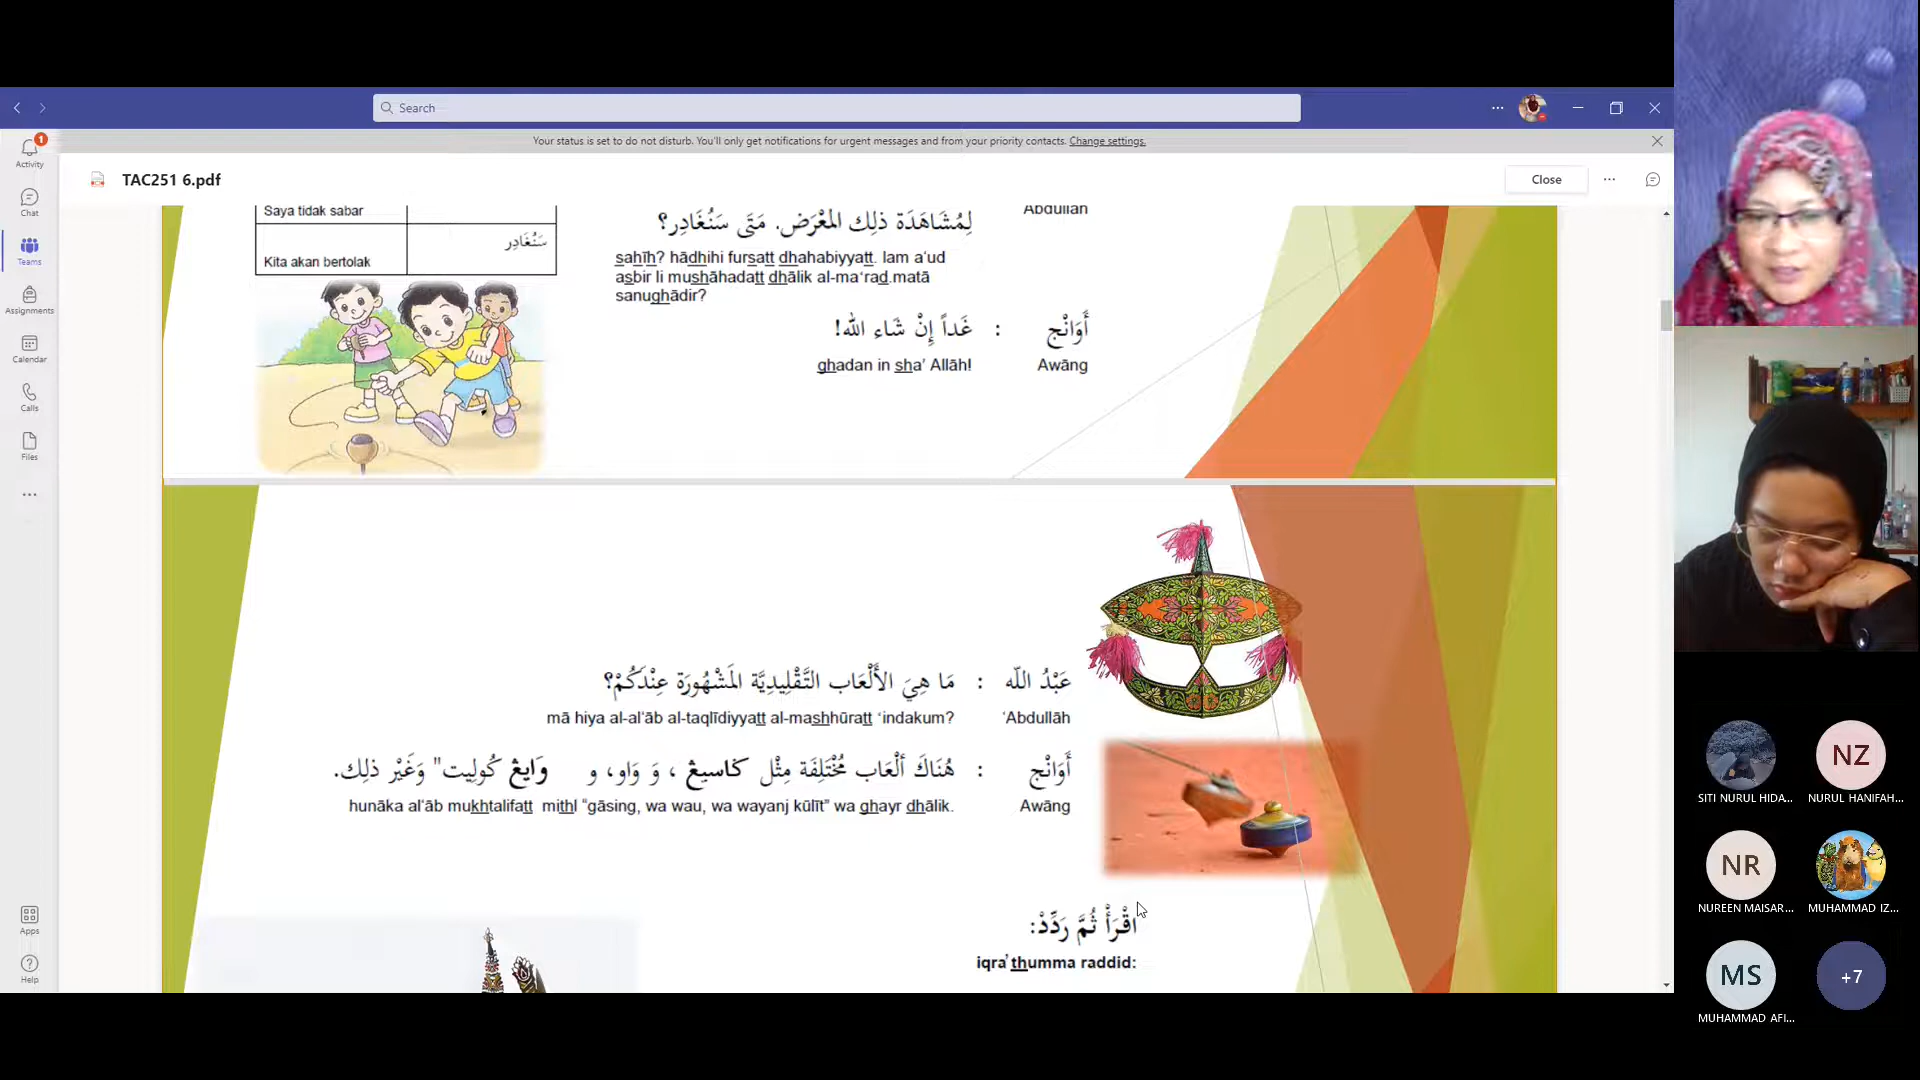 Search
Your status is set to do not disturb. You'll only get notifications for urgent messages and from your priority contacts. Change settings.
1
Activity
Chat
Teams
Assignments
Calendar
Calls
Files
Apps
Help
TAC251 6.pdf
Close
Saya tidak sabar
سَنُغَادِر
Kita akan bertolak
Abdullah
لِمُشَاهَدَة ذلِك المَعْرَض. مَتَى سَنُغَادِر؟
sahīh? hādhihi fursatt dhahabiyyatt. lam a'ud
asbir li mushāhadatt dhālik al-ma'rad.matā
sanughādir?
أَوَانْج : غَداً إِنْ شَاء الله!
Awāng
ghadan in sha' Allāh!
عَبْدُ اللّه : مَا هِيَ الأَلْعَاب التَّقْلِيدِيَّة المَشْهُورَة عِنْدَكُمْ؟
'Abdullāh
mā hiya al-al'āb al-taqlīdiyyatt al-mashhūratt 'indakum?
أَوَانْج : هُنَاكَ أَلْعَاب مُخْتَلِفَة مِثْل كَاسيڠ ، وَ وَاو، و وَايڠ كُولِيت" وَغَيْر ذلِك.
Awāng
hunāka al'āb mukhtalifatt mithl "gāsing, wa wau, wa wayanj kūlīt" wa ghayr dhālik.
اقْرَأْ ثُمَّ رَدِّدْ:
iqra' thumma raddid:
SITI NURUL HIDA...
NZ
NURUL HANIFAH...
NR
NUREEN MAISAR...
MUHAMMAD IZ...
MS
MUHAMMAD AFI...
+7